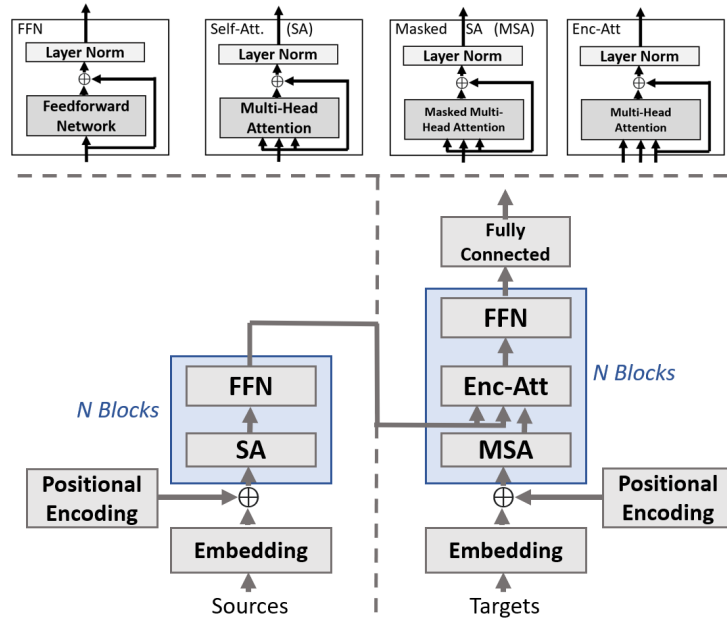 FFN
Layer Norm
Feedforward
Network
Self-Att. (SA)
Layer Norm
Multi-Head
Attention
Masked SA (MSA)
Layer Norm
Masked Multi-
Head Attention
Enc-Att
Layer Norm
Multi-Head
Attention
Fully
Connected
FFN
N Blocks
Enc-Att
MSA
Positional
Encoding
Embedding
Targets
FFN
N Blocks
SA
Positional
Encoding
Embedding
Sources